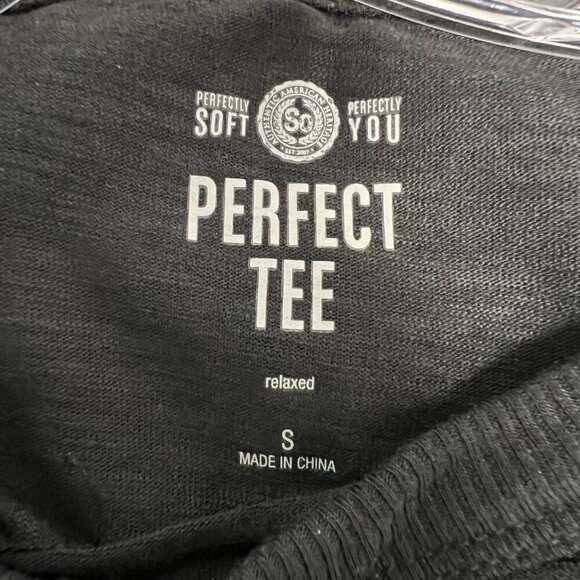 PERFECTLY SOFT
AUTHENTIC AMERICAN HERITAGE
So
EST 2007
PERFECTLY YOU
PERFECT
TEE
relaxed
S
MADE IN CHINA